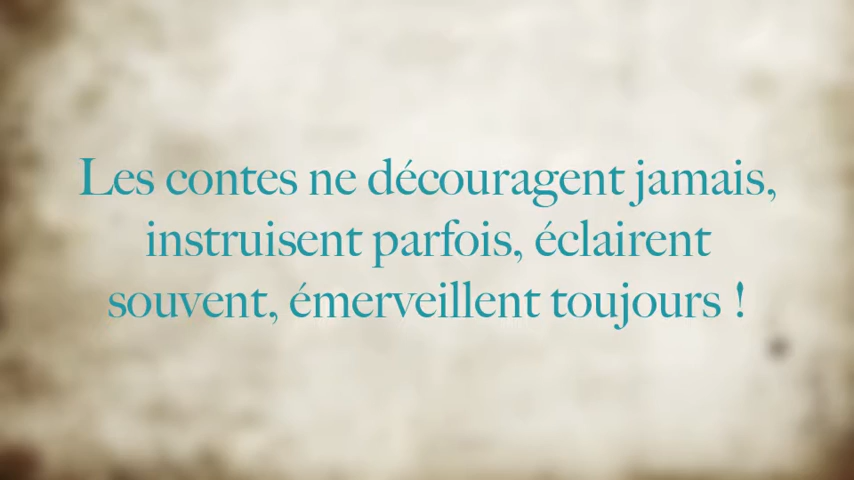 Les contes ne découragent jamais,
instruisent parfois, éclairent
souvent, émerveillent toujours !